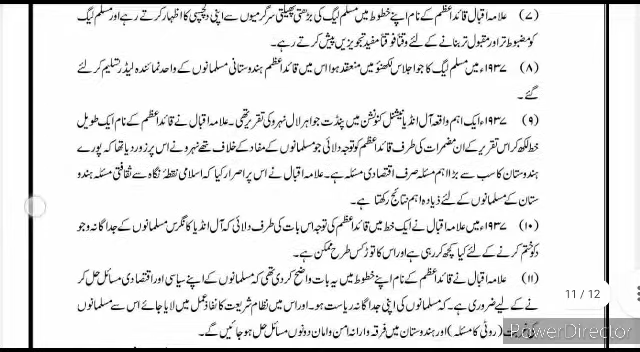 (۷) علامہ اقبال قائداعظم کے نام اپنے خطوط میں مسلم لیگ کی بڑھتی پھیلتی سرگرمیوں سے اپنی دلچسپی کا اظہار کرتے رہے اور مسلم لیگ
کو مضبوط تر اور مقبول تر بنانے کے لئے وقتاً فوقتاً مفید تجویزیں پیش کرتے رہے۔
(۸) ۱۹۳۷ء میں مسلم لیگ کا جو اجلاس لکھنؤ میں منعقد ہوا اس میں قائداعظم ہندوستانی مسلمانوں کے واحد نمائندہ لیڈر تسلیم کر لئے
گئے۔
(۹) ۱۹۳۷ء ایک اہم واقعہ آل انڈیا نیشنل کنونشن میں پنڈت جواہر لال نہرو کی تقریر تھی۔ علامہ اقبال نے قائداعظم کے نام ایک طویل
خط لکھ کر اس تقریر کے ان مضمرات کی طرف قائداعظم کو توجہ دلائی جو مسلمانوں کے مفاد کے خلاف تھے نہرو نے اس پر زور دیا تھا کہ پورے
ہندوستان کا سب سے بڑا اہم مسئلہ صرف اقتصادی مسئلہ ہے۔ علامہ اقبال نے اس پر اصرار کیا کہ اسلامی نقطۂ نگاہ سے ثقافتی مسئلہ ہندو
ستان کے مسلمانوں کے لئے زیادہ اہم نتائج رکھتا ہے۔
(۱۰) ۱۹۳۷ء میں علامہ اقبال نے ایک خط میں قائداعظم کی توجہ اس بات کی طرف دلائی کہ آل انڈیا کانگرس مسلمانوں کے جداگانہ وجو
د کو ختم کرنے کے لئے کیا کچھ کر رہی ہے اور اس کا توڑ کس طرح ممکن ہے۔
(۱۱) علامہ اقبال نے قائداعظم کے نام اپنے خطوط میں یہ بات واضح کر دی تھی کہ مسلمانوں کے اپنے سیاسی اور اقتصادی مسائل حل کر
نے کے لیے ضروری ہے۔ کہ مسلمانوں کی اپنی جداگانہ ریاست ہو۔ اور اس میں نظام شریعت کا نفاذ عمل میں لایا جائے اس سے مسلمانوں
کی غربت (روٹی کا مسئلہ) اور ہندوستان میں فرقہ وارانہ امن و امان دونوں مسائل حل ہو جائیں گے۔
11 / 12
PowerDirector